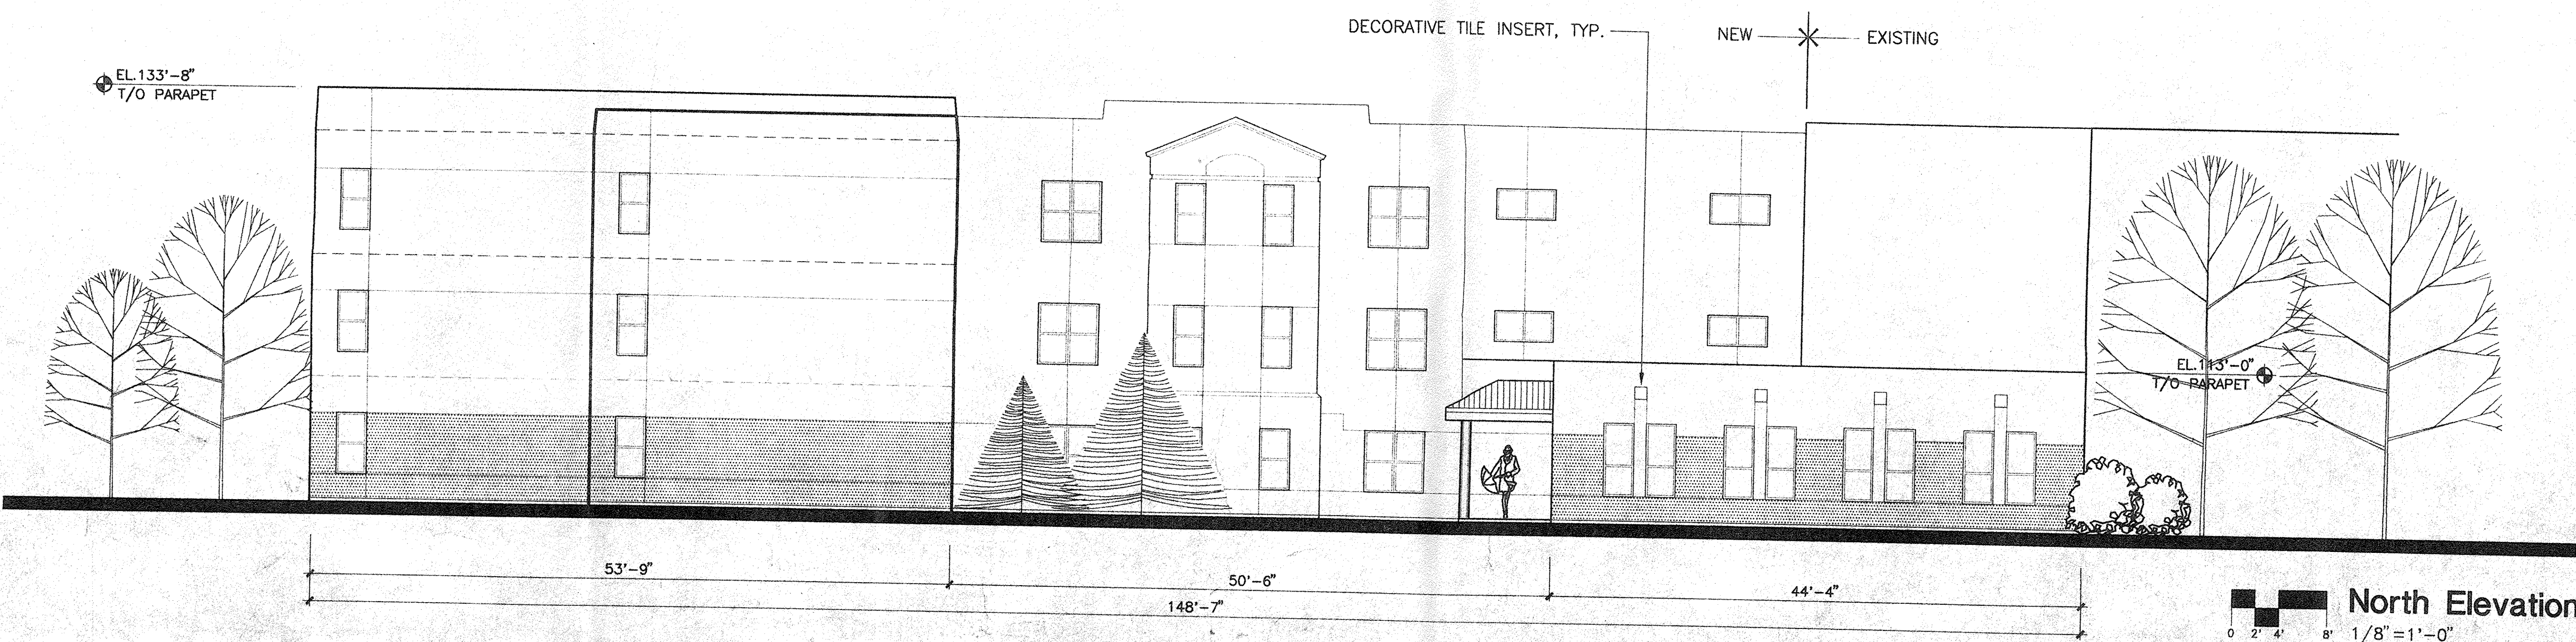 DECORATIVE TILE INSERT, TYP.
NEW
EXISTING
EL.133'-8"
T/O PARAPET
EL.113'-0"
T/O PARAPET
53'-9"
50'-6"
44'-4"
148'-7"
North Elevation
0 2' 4' 8' 1/8"=1'-0"